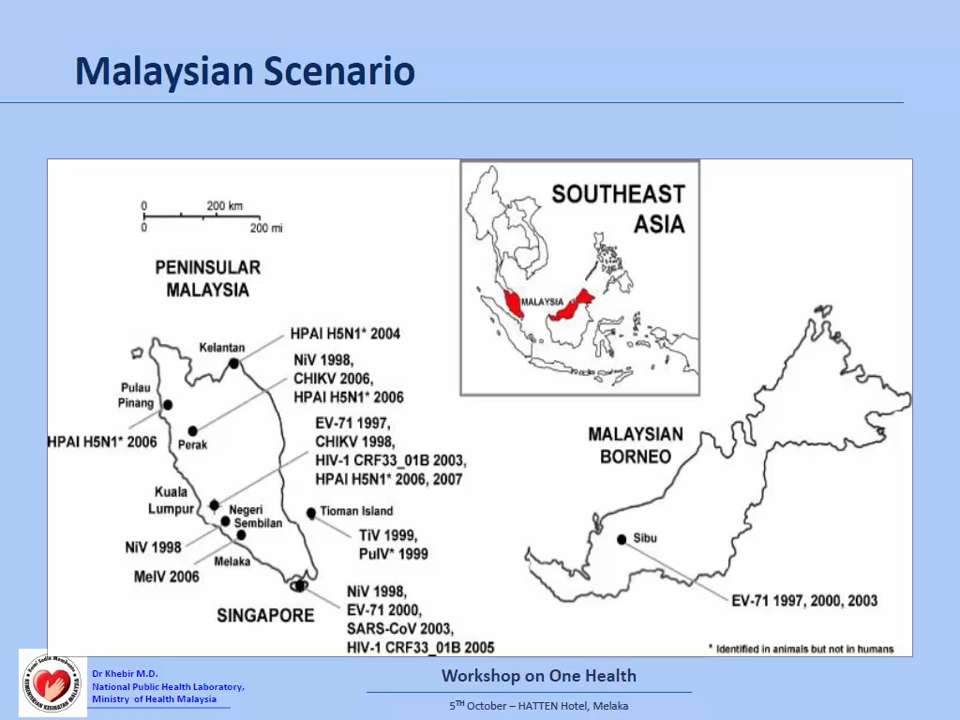 Malaysian Scenario
0 200 km
0 200 mi
PENINSULAR
MALAYSIA
SOUTHEAST
ASIA
MALAYSIA
Kelantan
HPAI H5N1* 2004
NiV 1998,
CHIKV 2006,
HPAI H5N1* 2006
Pulau
Pinang
HPAI H5N1* 2006
Perak
EV-71 1997,
CHIKV 1998,
HIV-1 CRF33_01B 2003,
HPAI H5N1* 2006, 2007
Kuala
Lumpur
Negeri
Sembilan
NiV 1998
Melaka
MelV 2006
Tioman Island
TiV 1999,
PulV* 1999
SINGAPORE
NiV 1998,
EV-71 2000,
SARS-CoV 2003,
HIV-1 CRF33_01B 2005
MALAYSIAN
BORNEO
Sibu
EV-71 1997, 2000, 2003
* Identified in animals but not in humans
Dr Khebir M.D.
National Public Health Laboratory,
Ministry of Health Malaysia
Workshop on One Health
5TH October – HATTEN Hotel, Melaka